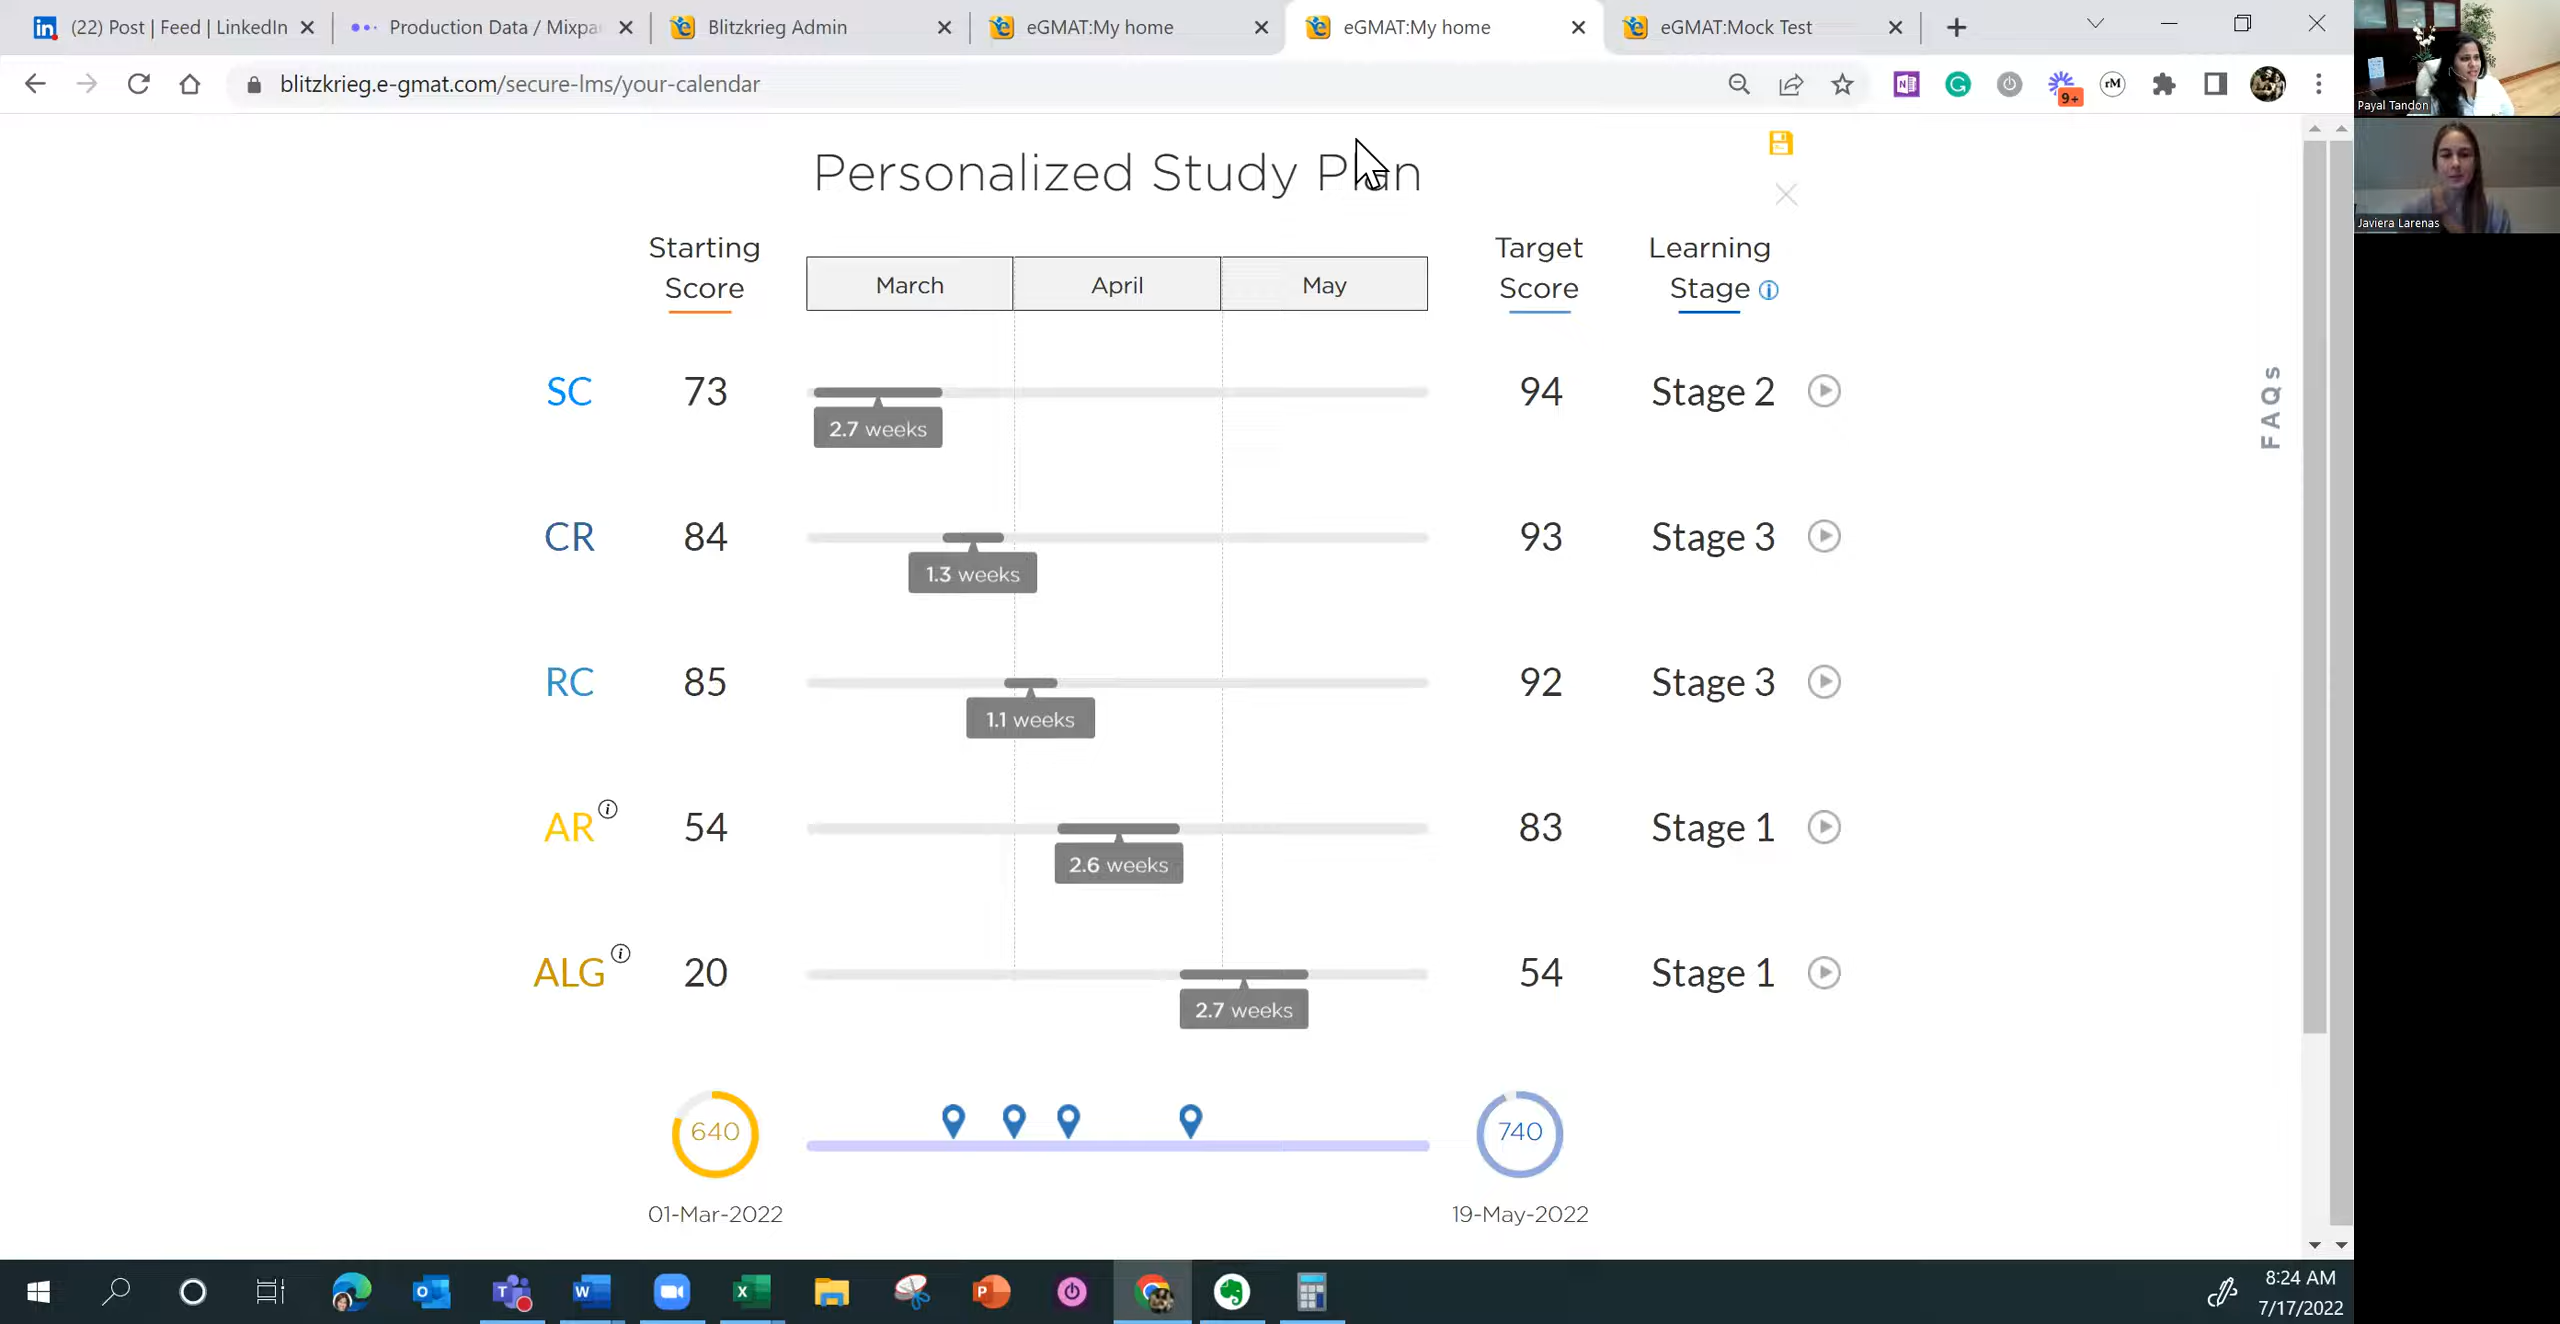 (22) Post | Feed | LinkedIn
Production Data / Mixpa
Blitzkrieg Admin
eGMAT:My home
eGMAT:My home
eGMAT:Mock Test
blitzkrieg.e-gmat.com/secure-lms/your-calendar
9+
rM
Payal Tandon
Javiera Larenas
Personalized Study Plan
Starting Score
March
April
May
Target Score
Learning Stage
SC
73
2.7 weeks
94
Stage 2
CR
84
1.3 weeks
93
Stage 3
RC
85
1.1 weeks
92
Stage 3
AR
54
2.6 weeks
83
Stage 1
ALG
20
2.7 weeks
54
Stage 1
FAQs
640
740
01-Mar-2022
19-May-2022
8:24 AM
7/17/2022